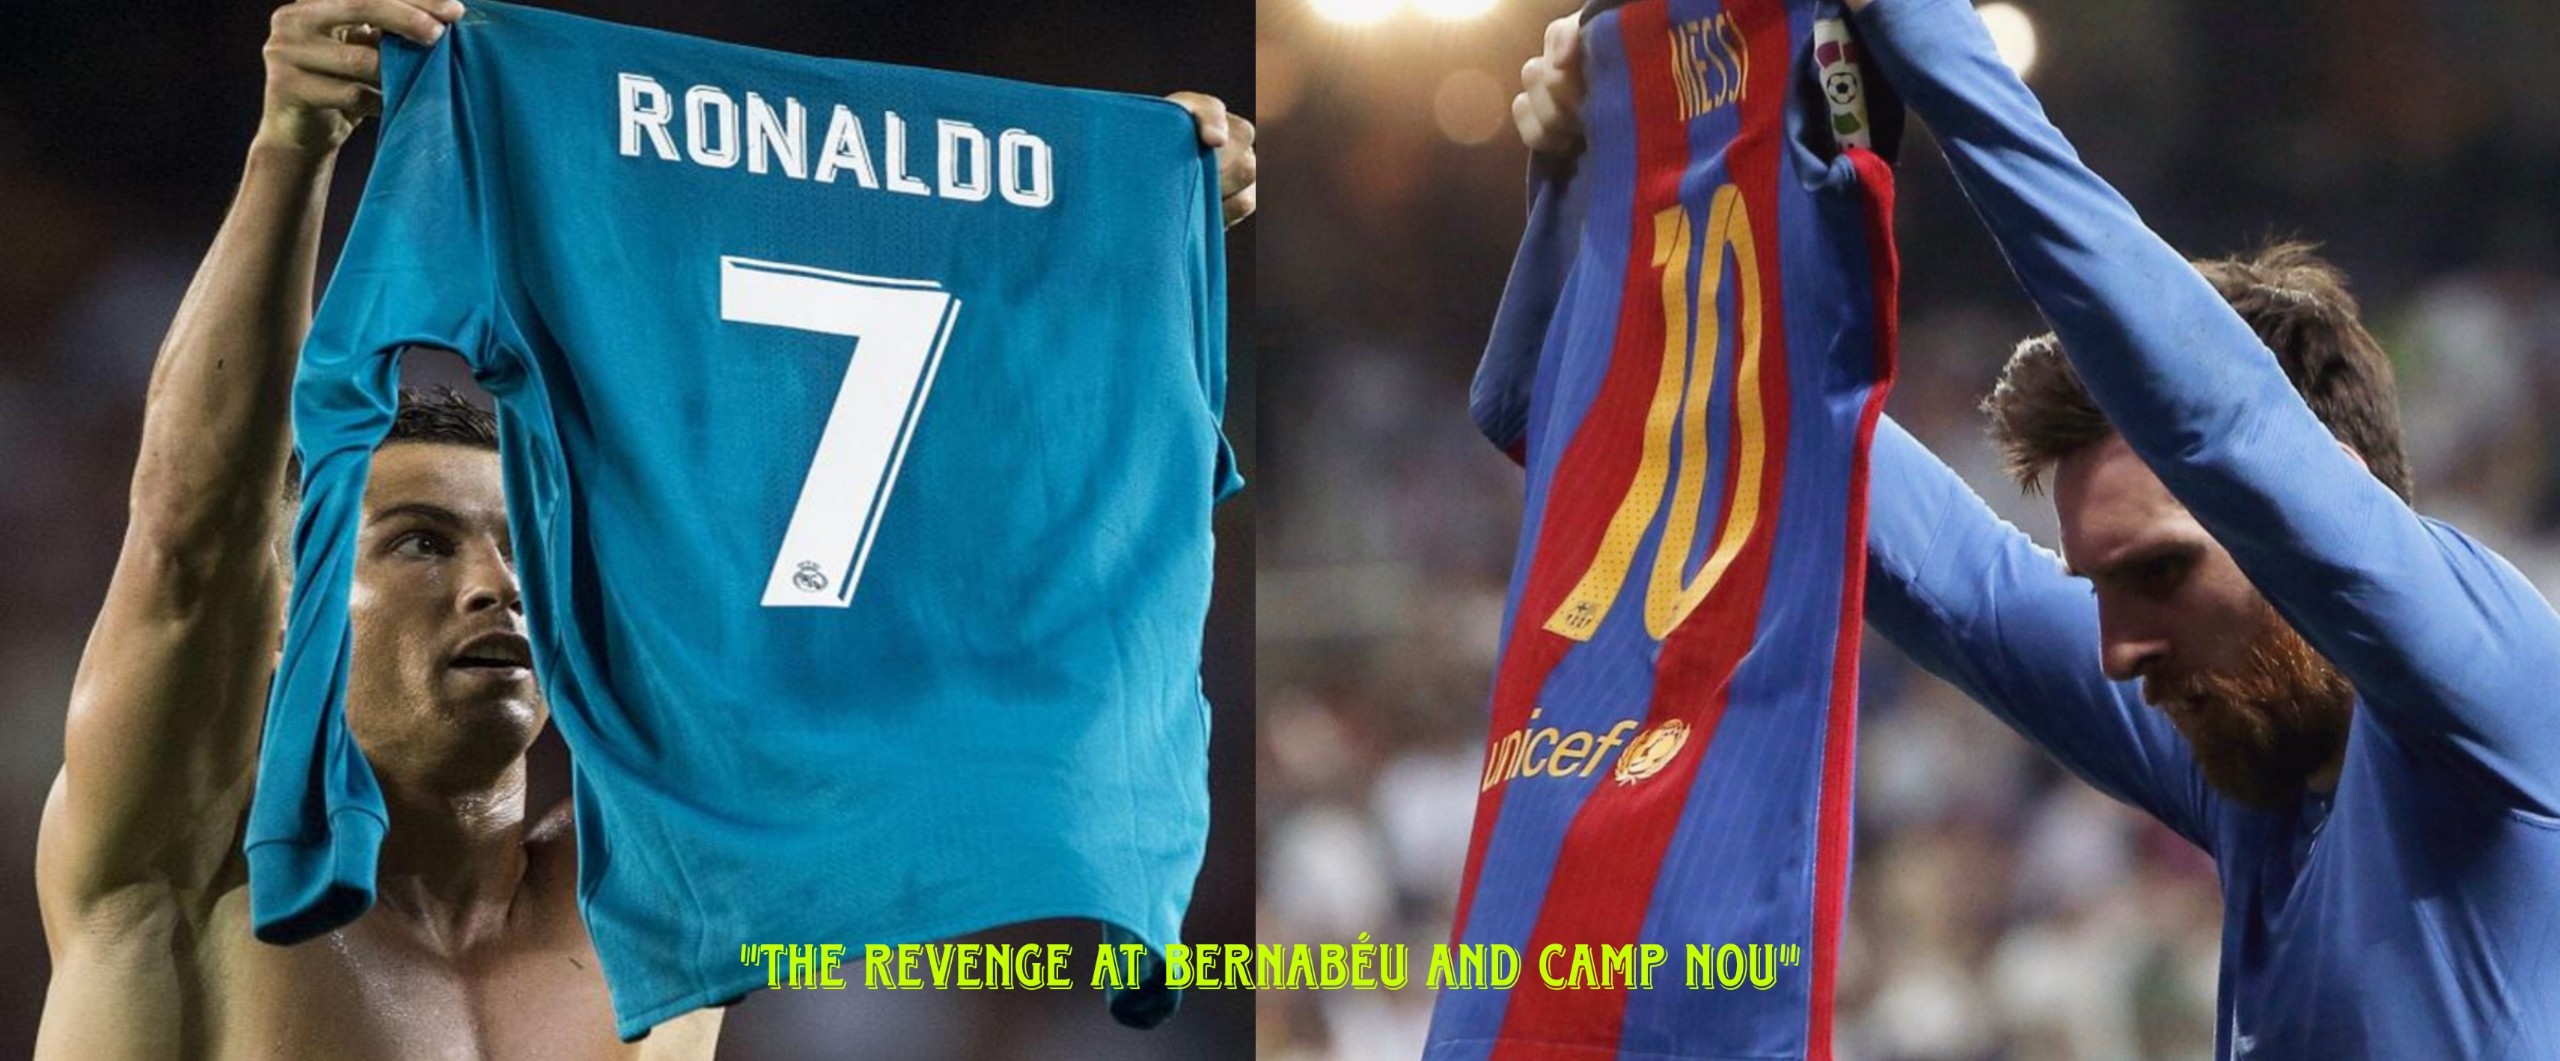 RONALDO
7
MESSI
10
unicef
"THE REVENGE AT BERNABÉU AND CAMP NOU"